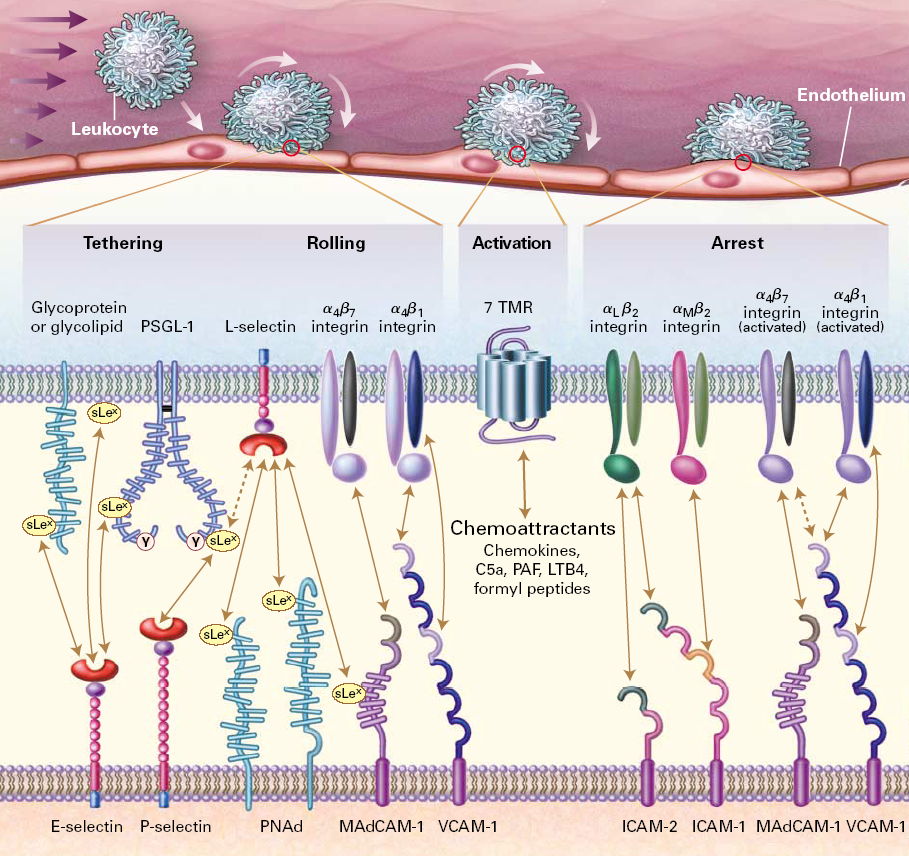 Leukocyte
Endothelium
Tethering
Rolling
Activation
Arrest
Glycoprotein
or glycolipid
PSGL-1
L-selectin
α4β7
integrin
α4β1
integrin
7 TMR
αLβ2
integrin
αMβ2
integrin
α4β7
integrin
(activated)
α4β1
integrin
(activated)
sLex
sLex
sLex
Y
Y
sLex
Chemoattractants
Chemokines,
C5a, PAF, LTB4,
formyl peptides
sLex
sLex
sLex
E-selectin
P-selectin
PNAd
MAdCAM-1
VCAM-1
ICAM-2
ICAM-1
MAdCAM-1
VCAM-1